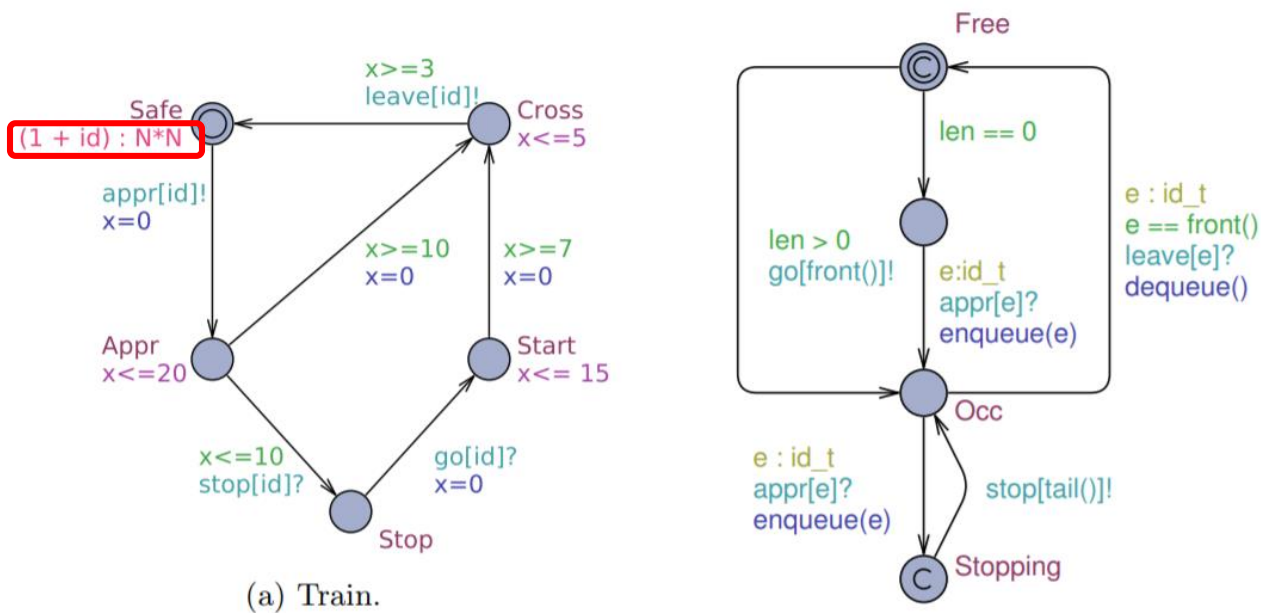 x>=3
leave[id]!
Safe
(1 + id) : N*N
Cross
x<=5
appr[id]!
x=0
x>=10
x=0
x>=7
x=0
Appr
x<=20
Start
x<= 15
x<=10
stop[id]?
go[id]?
x=0
Stop
(a) Train.
Free
C
len == 0
len > 0
go[front()]!
e:id_t
appr[e]?
enqueue(e)
e : id_t
e == front()
leave[e]?
dequeue()
Occ
e : id_t
appr[e]?
enqueue(e)
stop[tail()]!
C
Stopping